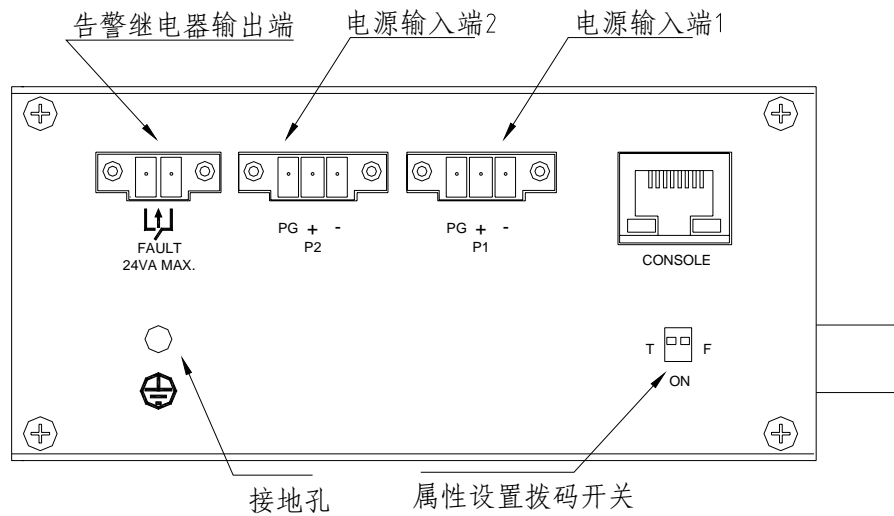 告警继电器输出端 电源输入端2 电源输入端1
PG + - PG + -
FAULT P2 P1
24VA MAX. CONSOLE
T F
ON
接地孔 属性设置拨码开关